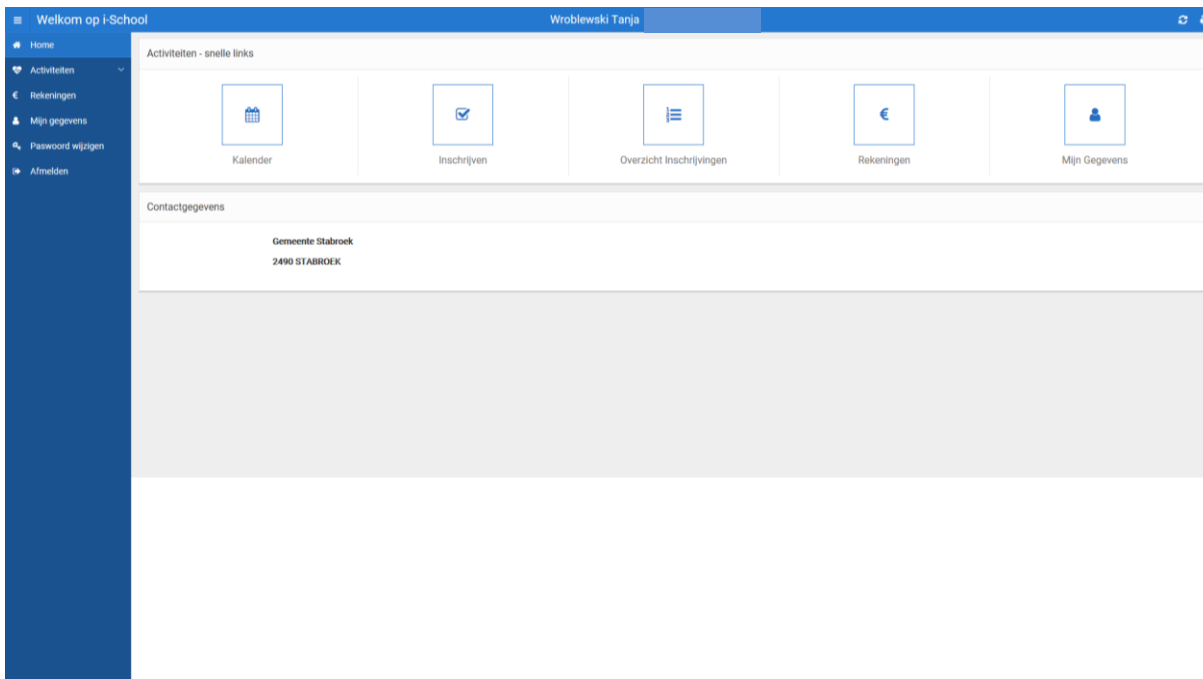 Welkom op i-School
Wroblewski Tanja
Home
Activiteiten
Rekeningen
Mijn gegevens
Paswoord wijzigen
Afmelden
Activiteiten - snelle links
Kalender
Inschrijven
Overzicht Inschrijvingen
Rekeningen
Mijn Gegevens
Contactgegevens
Gemeente Stabroek
2490 STABROEK